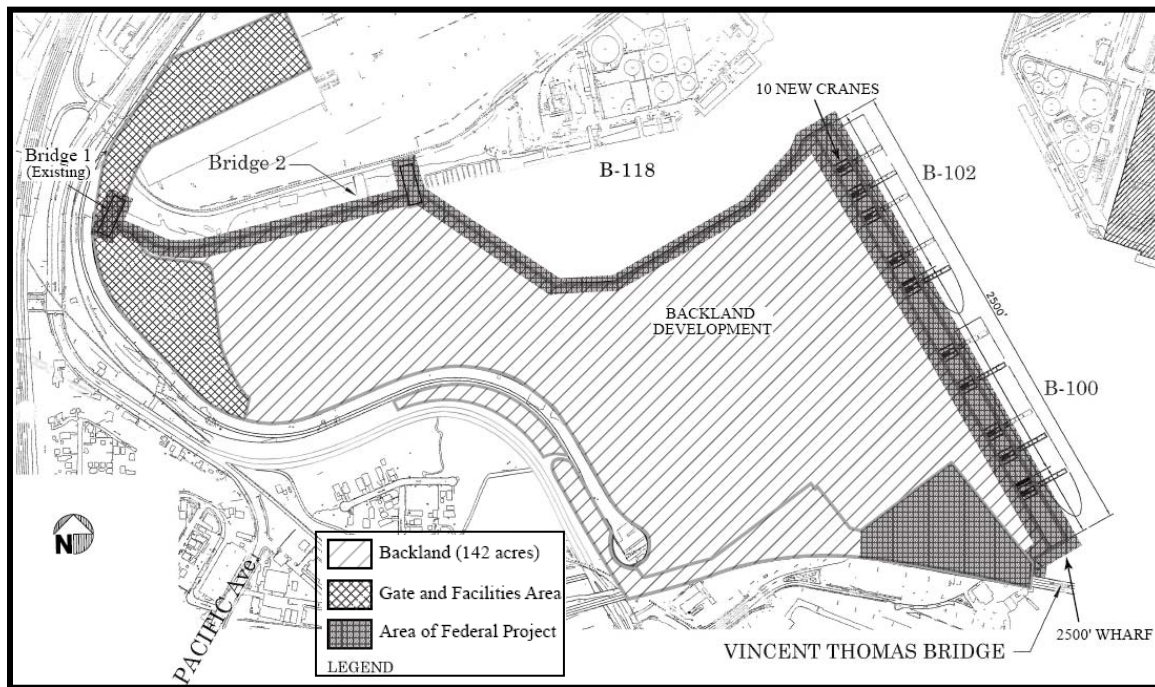 10 NEW CRANES
Bridge 1
(Existing)
Bridge 2
B-118
B-102
2500'
BACKLAND
DEVELOPMENT
B-100
N
PACIFIC Ave.
Backland (142 acres)
Gate and Facilities Area
Area of Federal Project
LEGEND
2500' WHARF
VINCENT THOMAS BRIDGE